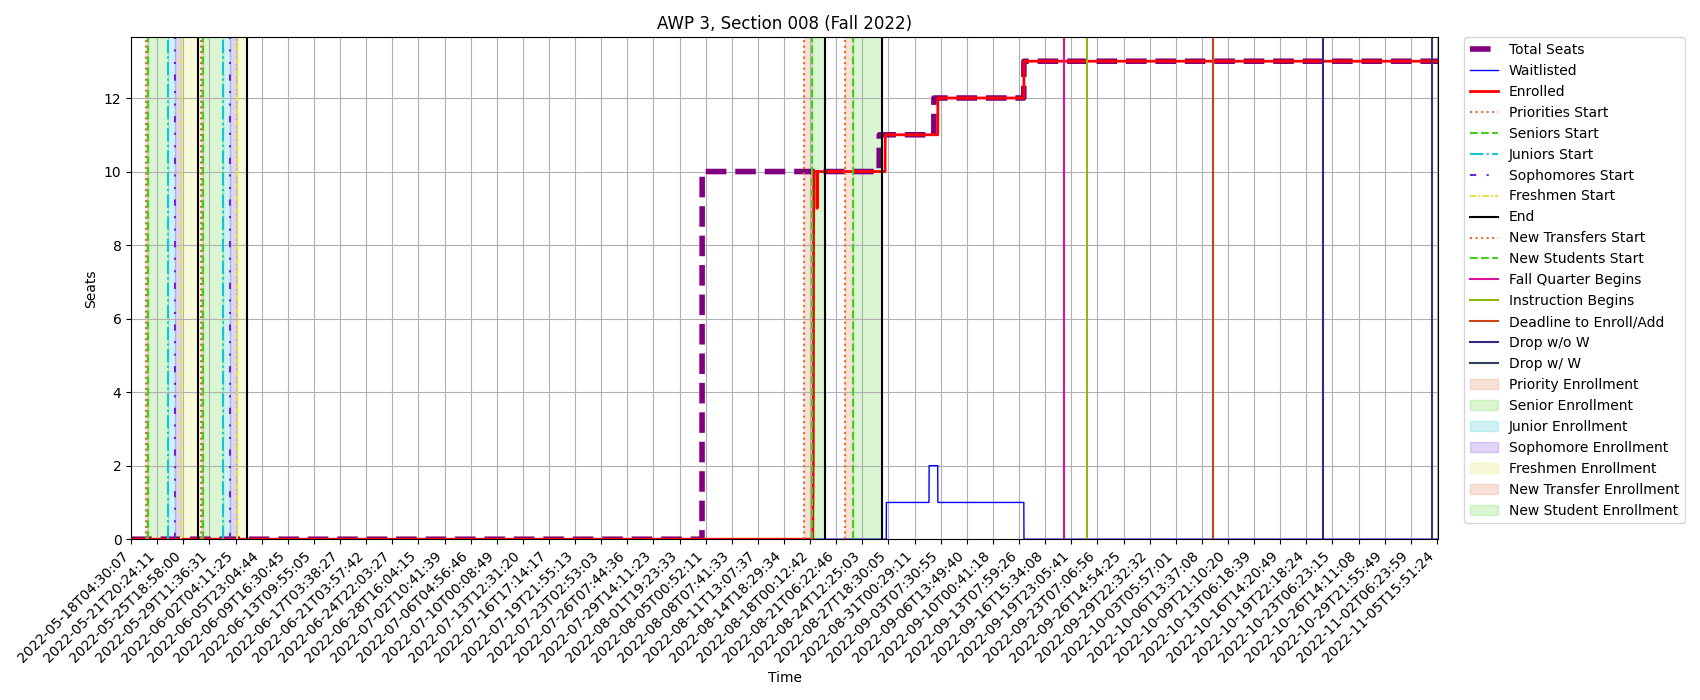 AWP 3, Section 008 (Fall 2022)
Seats
12
10
8
6
4
2
0
2022-05-18T04:30:07
2022-05-21T20:24:11
2022-05-25T18:58:00
2022-05-29T11:36:31
2022-06-02T04:11:25
2022-06-05T23:04:44
2022-06-09T16:30:45
2022-06-13T09:55:05
2022-06-17T03:38:27
2022-06-21T03:57:42
2022-06-24T22:03:27
2022-06-28T16:04:15
2022-07-02T10:41:39
2022-07-06T04:56:46
2022-07-10T00:08:49
2022-07-13T12:31:20
2022-07-16T17:14:17
2022-07-19T21:55:13
2022-07-23T02:53:03
2022-07-26T07:44:36
2022-07-29T14:11:23
2022-08-01T19:23:33
2022-08-05T00:52:11
2022-08-08T07:41:33
2022-08-11T13:07:37
2022-08-14T18:29:34
2022-08-18T00:12:42
2022-08-21T06:22:46
2022-08-24T12:25:03
2022-08-27T18:30:05
2022-08-31T00:29:11
2022-09-03T07:30:55
2022-09-06T13:49:40
2022-09-10T00:41:18
2022-09-13T07:59:26
2022-09-16T15:34:08
2022-09-19T23:05:41
2022-09-23T07:06:56
2022-09-26T14:54:25
2022-09-29T22:32:32
2022-10-03T05:57:01
2022-10-06T13:37:08
2022-10-09T21:10:20
2022-10-13T06:18:39
2022-10-16T14:20:49
2022-10-19T22:18:24
2022-10-23T06:23:15
2022-10-26T14:11:08
2022-10-29T21:55:49
2022-11-02T06:23:59
2022-11-05T15:51:24
Time
Total Seats
Waitlisted
Enrolled
Priorities Start
Seniors Start
Juniors Start
Sophomores Start
Freshmen Start
End
New Transfers Start
New Students Start
Fall Quarter Begins
Instruction Begins
Deadline to Enroll/Add
Drop w/o W
Drop w/ W
Priority Enrollment
Senior Enrollment
Junior Enrollment
Sophomore Enrollment
Freshmen Enrollment
New Transfer Enrollment
New Student Enrollment